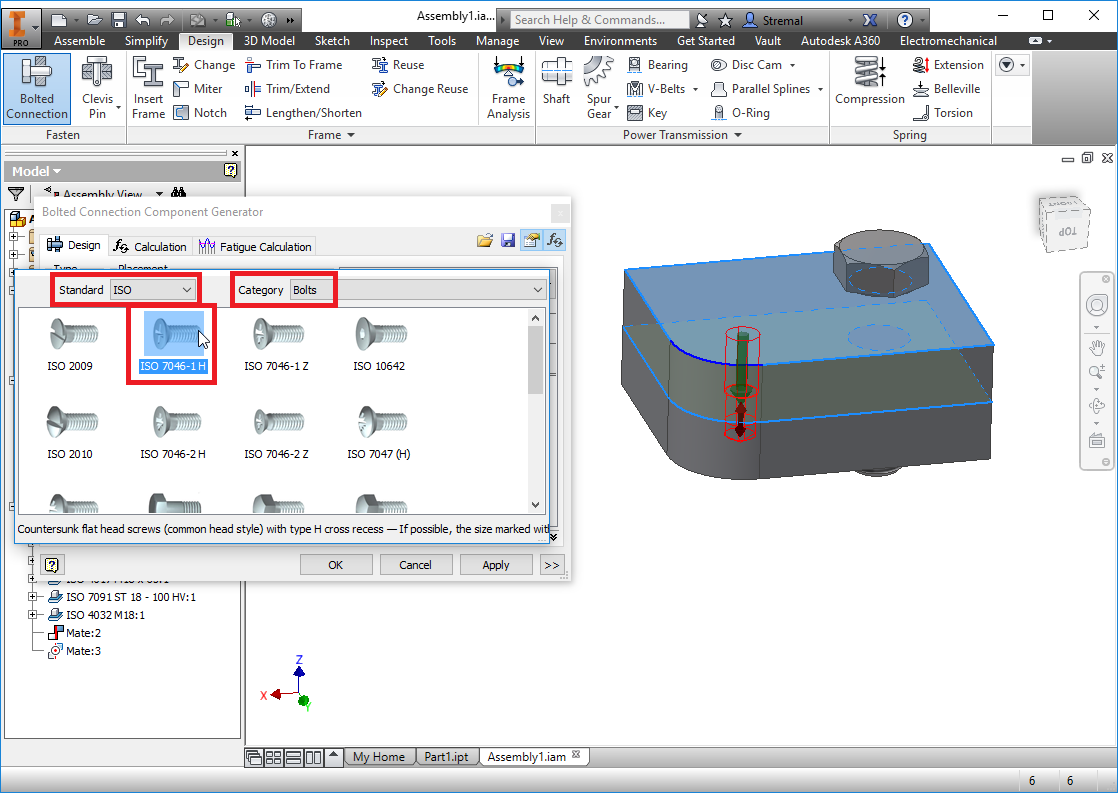 Assembly1.ia...
Search Help & Commands...
Stremal
PRO
Assemble Simplify Design 3D Model Sketch Inspect Tools Manage View Environments Get Started Vault Autodesk A360 Electromechanical
Bolted Connection
Clevis Pin
Insert Frame
Change
Miter
Notch
Trim To Frame
Trim/Extend
Lengthen/Shorten
Reuse
Change Reuse
Frame Analysis
Shaft
Spur Gear
Bearing
V-Belts
Key
Disc Cam
Parallel Splines
O-Ring
Compression
Extension
Belleville
Torsion
Fasten Frame Power Transmission Spring
Model
Assembly View
Bolted Connection Component Generator
Design Calculation Fatigue Calculation
Type Placement
Standard ISO Category Bolts
ISO 2009 ISO 7046-1 H ISO 7046-1 Z ISO 10642
ISO 2010 ISO 7046-2 H ISO 7046-2 Z ISO 7047 (H)
Countersunk flat head screws (common head style) with type H cross recess — If possible, the size marked wit
OK Cancel Apply >>
ISO 7091 ST 18 - 100 HV:1
ISO 4032 M18:1
Mate:2
Mate:3
TOP
Z
X
Y
My Home Part1.ipt Assembly1.iam
6 6